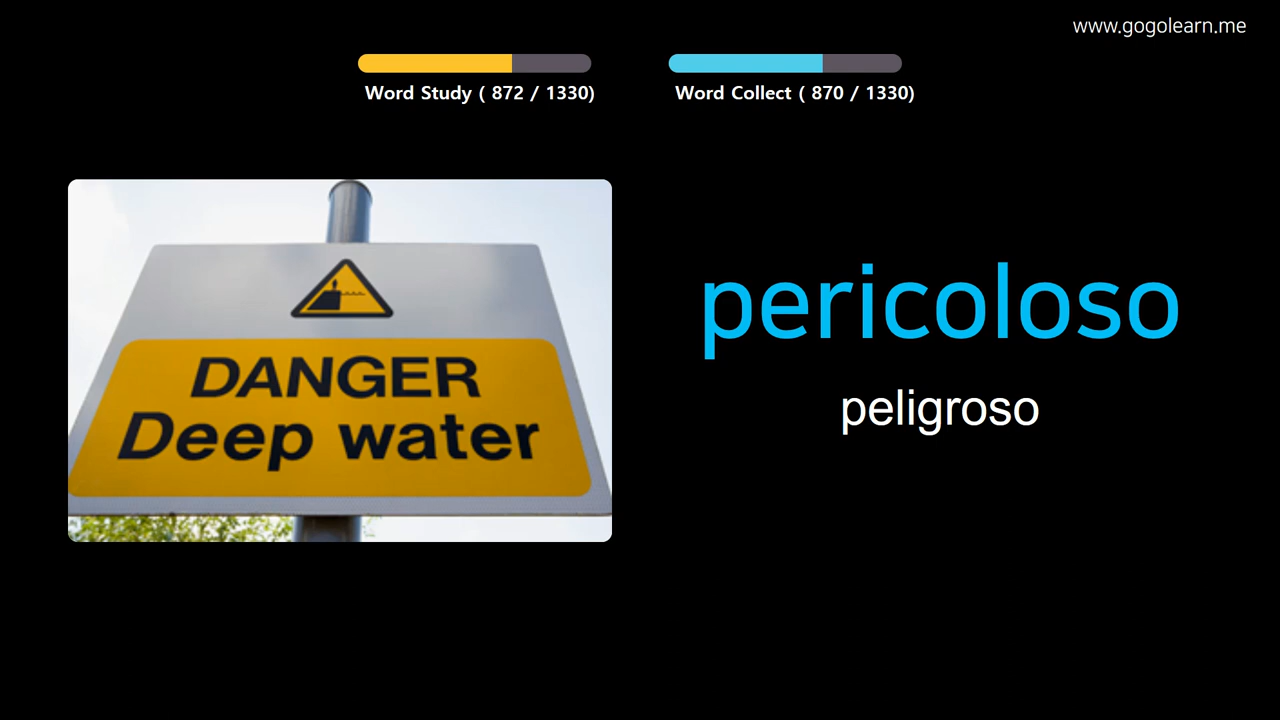 www.gogolearn.me
Word Study ( 872 / 1330)
Word Collect ( 870 / 1330)
DANGER
Deep water
pericoloso
peligroso